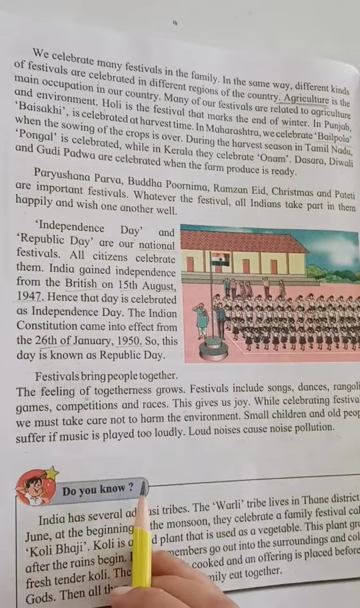 We celebrate many festivals in the family. In the same way, different kinds
of festivals are celebrated in different regions of the country. Agriculture is the
main occupation in our country. Many of our festivals are related to agriculture
and environment. Holi is the festival that marks the end of winter. In Punjab,
'Baisakhi', is celebrated at harvest time. In Maharashtra, we celebrate 'Bailpola'
when the sowing of the crops is over. During the harvest season in Tamil Nadu,
'Pongal' is celebrated, while in Kerala they celebrate 'Onam'. Dasara, Diwali
and Gudi Padwa are celebrated when the farm produce is ready.
Paryushana Parva, Buddha Poornima, Ramzan Eid, Christmas and Pateti
are important festivals. Whatever the festival, all Indians take part in them
happily and wish one another well.
'Independence Day' and
'Republic Day' are our national
festivals. All citizens celebrate
them. India gained independence
from the British on 15th August,
1947. Hence that day is celebrated
as Independence Day. The Indian
Constitution came into effect from
the 26th of January, 1950. So, this
day is known as Republic Day.
Festivals bring people together.
The feeling of togetherness grows. Festivals include songs, dances, rangoli
games, competitions and races. This gives us joy. While celebrating festiva
we must take care not to harm the environment. Small children and old peop
suffer if music is played too loudly. Loud noises cause noise pollution.
Do you know ?
India has several ad asi tribes. The 'Warli' tribe lives in Thane district
June, at the beginning the monsoon, they celebrate a family festival cal
'Koli Bhaji'. Koli is a d plant that is used as a vegetable. This plant gr
after the rains begin. members go out into the surroundings and col
fresh tender koli. The cooked and an offering is placed before
Gods. Then all th mily eat together.